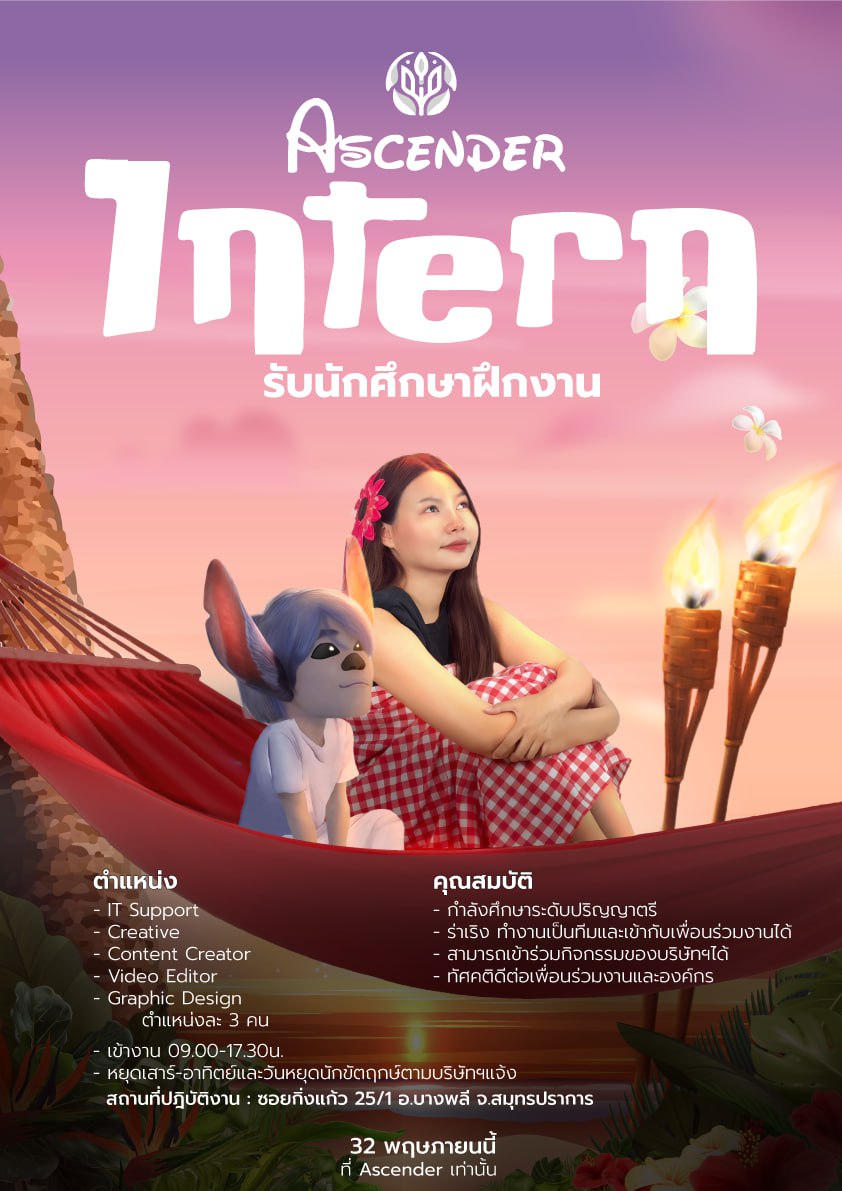 ASCENDER
Intern
รับนักศึกษาฝึกงาน
ตำแหน่ง
- IT Support
- Creative
- Content Creator
- Video Editor
- Graphic Design
ตำแหน่งละ 3 คน
คุณสมบัติ
- กำลังศึกษาระดับปริญญาตรี
- ร่าเริง ทำงานเป็นทีมและเข้ากับเพื่อนร่วมงานได้
- สามารถเข้าร่วมกิจกรรมของบริษัทฯได้
- ทัศคติดีต่อเพื่อนร่วมงานและองค์กร
- เข้างาน 09.00-17.30น.
- หยุดเสาร์-อาทิตย์และวันหยุดนักขัตฤกษ์ตามบริษัทฯแจ้ง
สถานที่ปฎิบัติงาน : ซอยกิ่งแก้ว 25/1 อ.บางพลี จ.สมุทรปราการ
32 พฤษภายนนี้
ที่ Ascender เท่านั้น